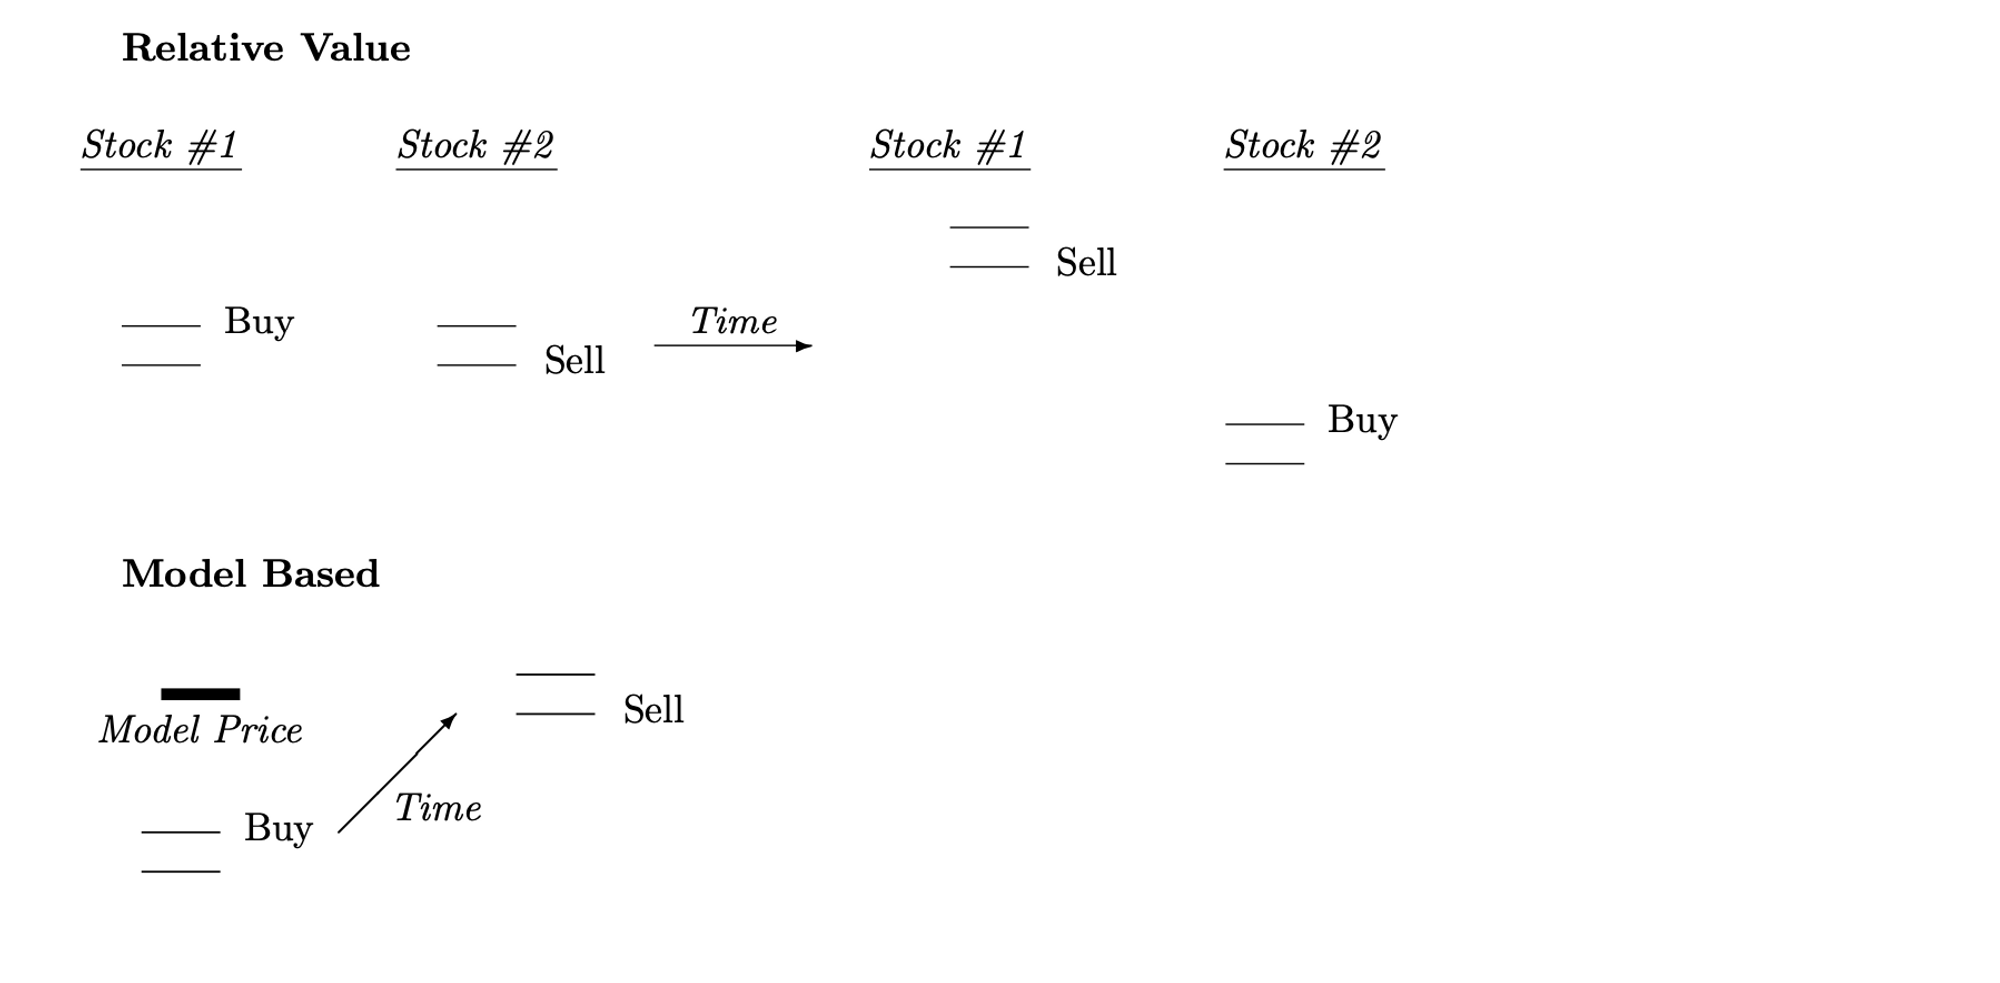 Relative Value
Stock #1 Stock #2 Stock #1 Stock #2
Sell
Buy Time
Sell
Buy
Model Based
Sell
Model Price
Time
Buy